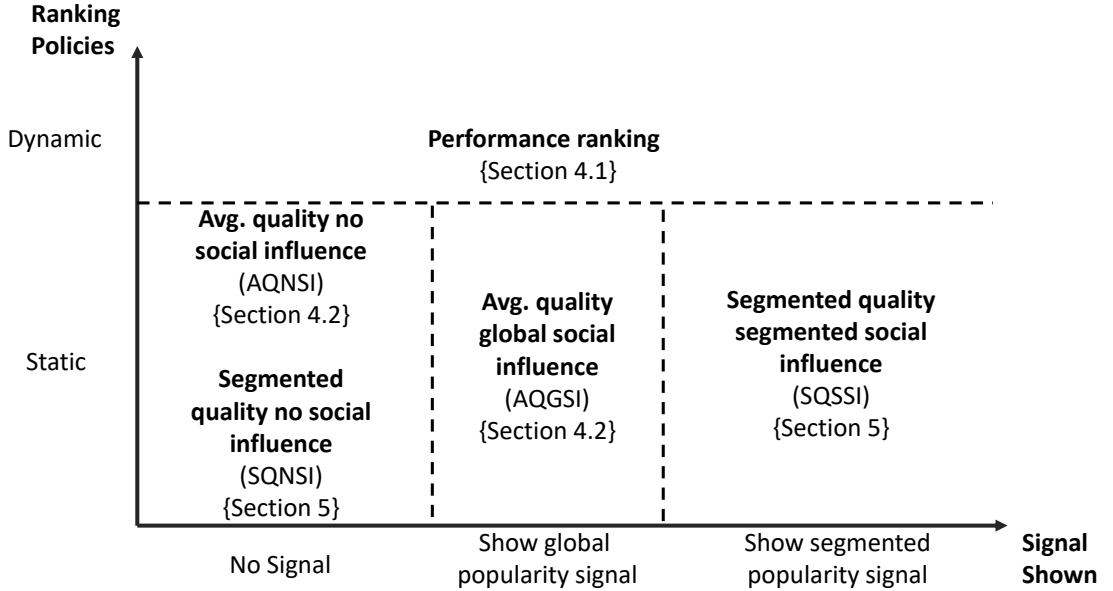 Ranking
Policies
Dynamic
Performance ranking
{Section 4.1}
Static
Avg. quality no
social influence
(AQNSI)
{Section 4.2}
Segmented
quality no social
influence
(SQNSI)
{Section 5}
Avg. quality
global social
influence
(AQGSI)
{Section 4.2}
Segmented quality
segmented social
influence
(SQSSI)
{Section 5}
No Signal
Show global
popularity signal
Show segmented
popularity signal
Signal
Shown